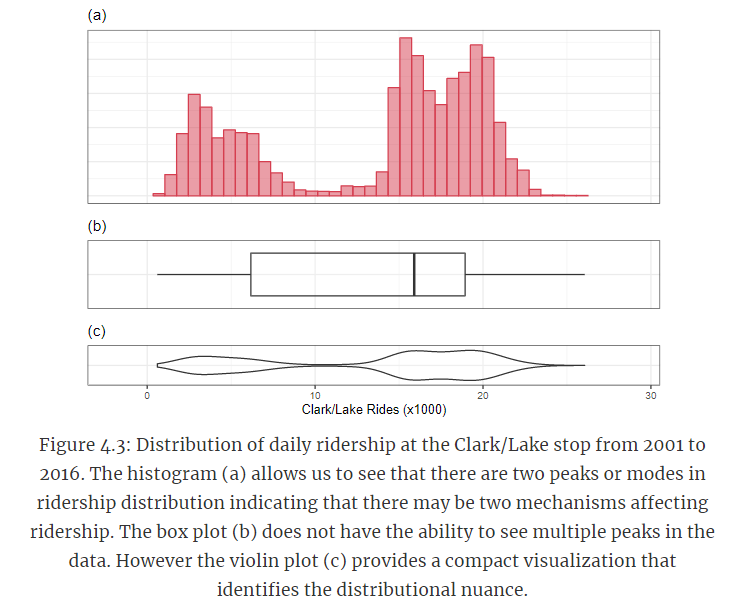 (a)
(b)
(c)
0 10 20 30
Clark/Lake Rides (x1000)
Figure 4.3: Distribution of daily ridership at the Clark/Lake stop from 2001 to
2016. The histogram (a) allows us to see that there are two peaks or modes in
ridership distribution indicating that there may be two mechanisms affecting
ridership. The box plot (b) does not have the ability to see multiple peaks in the
data. However the violin plot (c) provides a compact visualization that
identifies the distributional nuance.